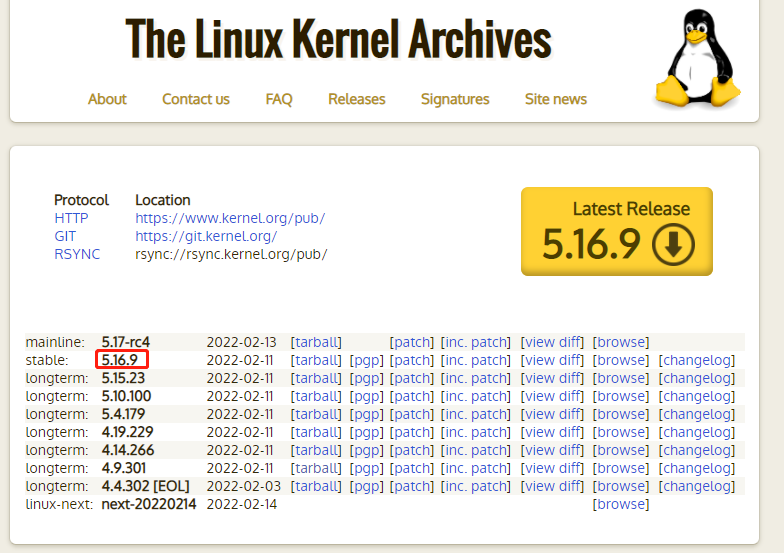 The Linux Kernel Archives
About Contact us FAQ Releases Signatures Site news
Protocol Location
HTTP https://www.kernel.org/pub/
GIT https://git.kernel.org/
RSYNC rsync://rsync.kernel.org/pub/
Latest Release
5.16.9
mainline: 5.17-rc4 2022-02-13 [tarball] [patch] [inc. patch] [view diff] [browse]
stable: 5.16.9 2022-02-11 [tarball] [pgp] [patch] [inc. patch] [view diff] [browse] [changelog]
longterm: 5.15.23 2022-02-11 [tarball] [pgp] [patch] [inc. patch] [view diff] [browse] [changelog]
longterm: 5.10.100 2022-02-11 [tarball] [pgp] [patch] [inc. patch] [view diff] [browse] [changelog]
longterm: 5.4.179 2022-02-11 [tarball] [pgp] [patch] [inc. patch] [view diff] [browse] [changelog]
longterm: 4.19.229 2022-02-11 [tarball] [pgp] [patch] [inc. patch] [view diff] [browse] [changelog]
longterm: 4.14.266 2022-02-11 [tarball] [pgp] [patch] [inc. patch] [view diff] [browse] [changelog]
longterm: 4.9.301 2022-02-11 [tarball] [pgp] [patch] [inc. patch] [view diff] [browse] [changelog]
longterm: 4.4.302 [EOL] 2022-02-03 [tarball] [pgp] [patch] [inc. patch] [view diff] [browse] [changelog]
linux-next: next-20220214 2022-02-14 [browse]